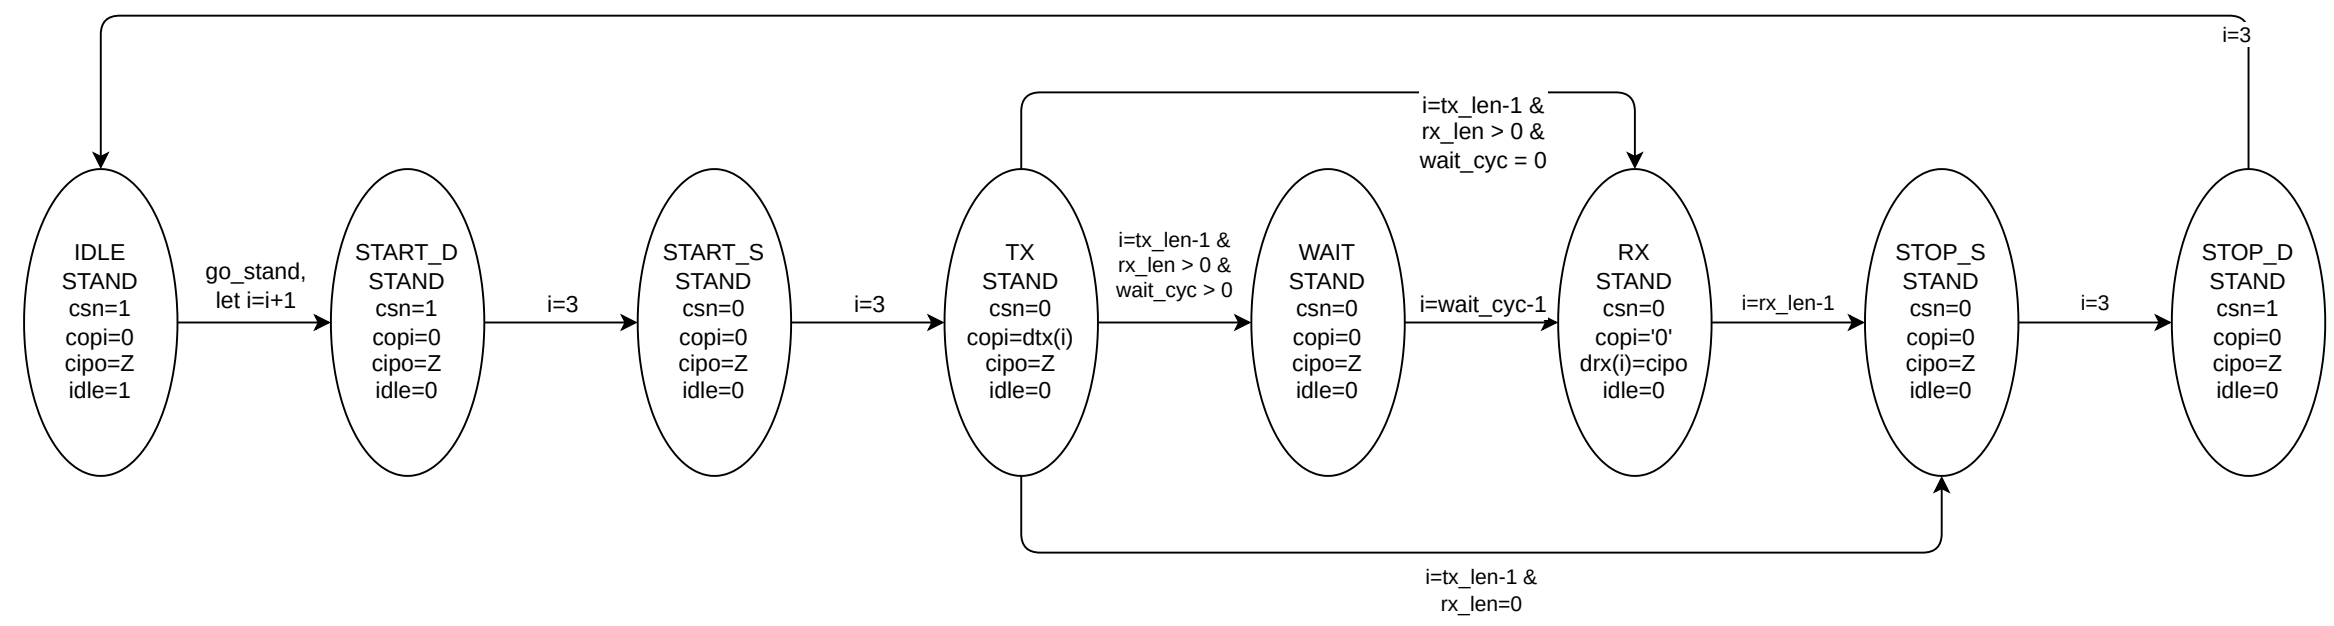 i=3
i=tx_len-1 &
rx_len > 0 &
wait_cyc = 0
IDLE
STAND
csn=1
copi=0
cipo=Z
idle=1
go_stand,
let i=i+1
START_D
STAND
csn=1
copi=0
cipo=Z
idle=0
i=3
START_S
STAND
csn=0
copi=0
cipo=Z
idle=0
i=3
TX
STAND
csn=0
copi=dtx(i)
cipo=Z
idle=0
i=tx_len-1 &
rx_len > 0 &
wait_cyc > 0
WAIT
STAND
csn=0
copi=0
cipo=Z
idle=0
i=wait_cyc-1
RX
STAND
csn=0
copi='0'
drx(i)=cipo
idle=0
i=rx_len-1
STOP_S
STAND
csn=0
copi=0
cipo=Z
idle=0
i=3
STOP_D
STAND
csn=1
copi=0
cipo=Z
idle=0
i=tx_len-1 &
rx_len=0